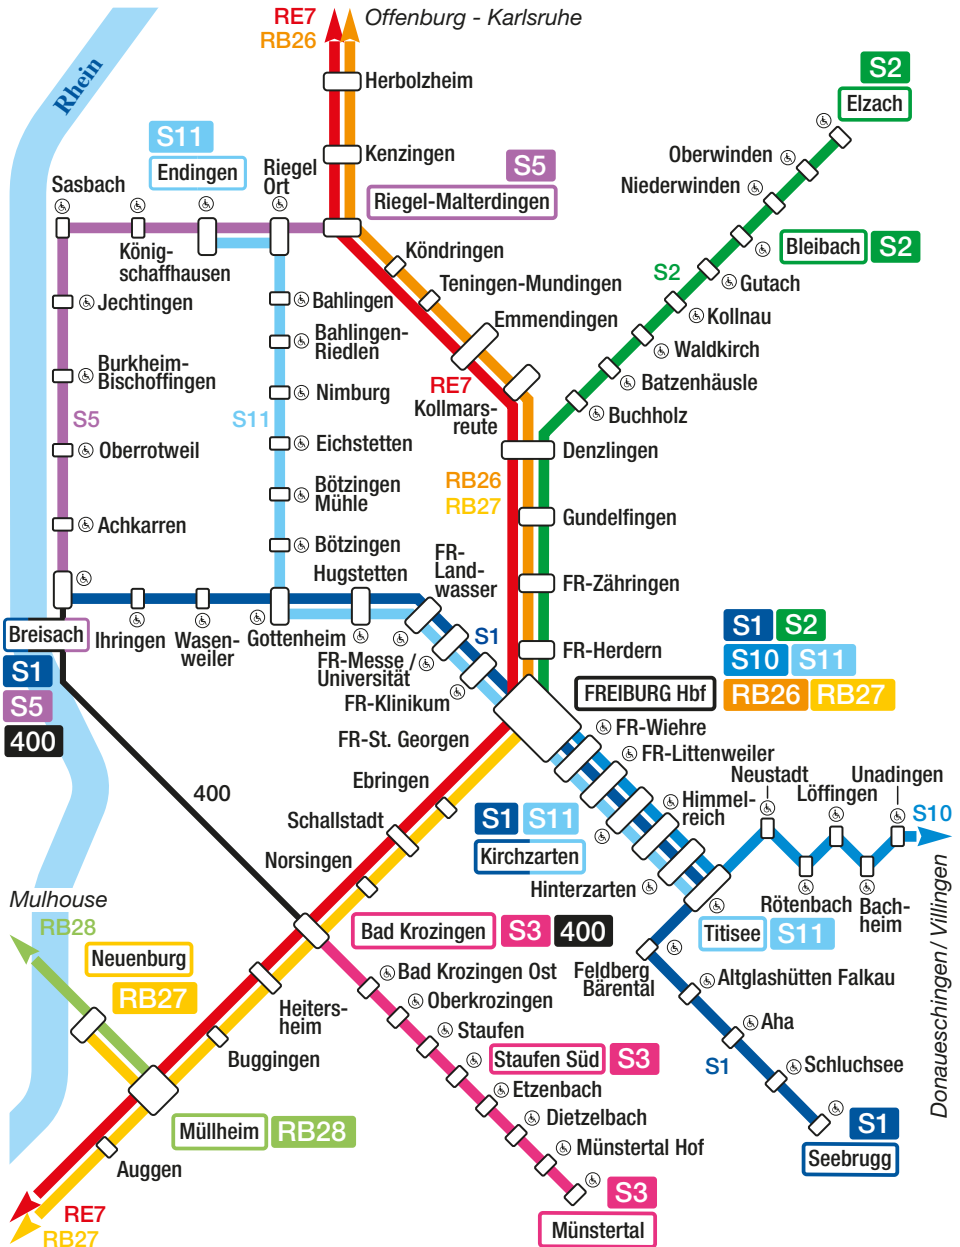 RE7
RB26
Offenburg - Karlsruhe
Rhein
Herbolzheim
S2
Elzach
S11
Endingen
Riegel
Ort
Kenzingen
Oberwinden
Sasbach
S5
Riegel-Malterdingen
Niederwinden
König-
schaffhausen
Köndringen
Bleibach
S2
Jechtingen
Bahlingen
Teningen-Mundingen
S2
Gutach
Bahlingen-
Riedlen
Emmendingen
Kollnau
Burkheim-
Bischoffingen
Waldkirch
Nimburg
RE7
Batzenhäusle
S5
S11
Kollmars-
reute
Buchholz
Oberrotweil
Eichstetten
Denzlingen
RB26
RB27
Bötzingen
Mühle
Achkarren
Gundelfingen
Bötzingen
FR-
Land-
wasser
Hugstetten
FR-Zähringen
Breisach
S1
S5
400
Ihringen
Wasen-
weiler
Gottenheim
S1
FR-Herdern
S1
S2
S10
S11
RB26
RB27
FR-Messe /
Universität
FR-Klinikum
FREIBURG Hbf
FR-Wiehre
FR-St. Georgen
FR-Littenweiler
Ebringen
Neustadt
Unadingen
Löffingen
400
Himmel-
reich
S10
Schallstadt
S1
S11
Kirchzarten
Norsingen
Hinterzarten
Rötenbach
Bach-
heim
Mulhouse
RB28
Bad Krozingen
S3
400
Titisee
S11
Neuenburg
RB27
Feldberg
Bärental
Donaueschingen / Villingen
Bad Krozingen Ost
Altglashütten Falkau
Heiters-
heim
Oberkrozingen
Staufen
Aha
Buggingen
Staufen Süd
S3
S1
Schluchsee
Etzenbach
Dietzelbach
Müllheim
RB28
S1
Seebrugg
Münstertal Hof
Auggen
S3
Münstertal
RE7
RB27